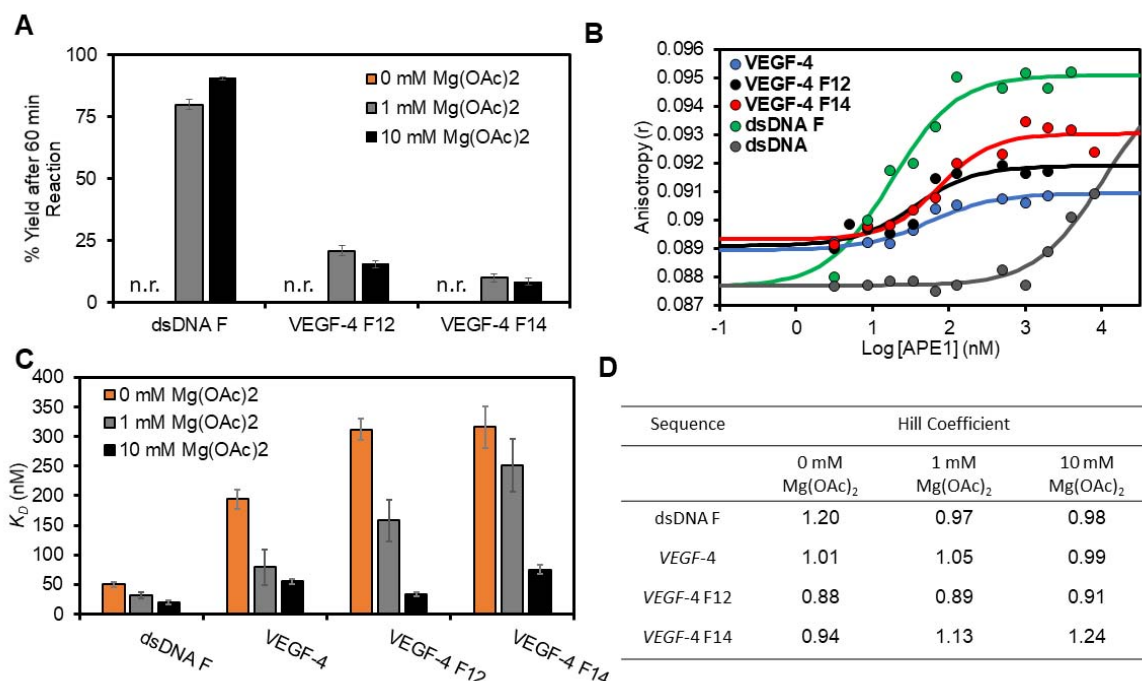 A
% Yield after 60 min
Reaction
100
75
50
25
0
0 mM Mg(OAc)2
1 mM Mg(OAc)2
10 mM Mg(OAc)2
n.r.
n.r.
n.r.
dsDNA F
VEGF-4 F12
VEGF-4 F14
B
Anisotropy (r)
0.096
0.095
0.094
0.093
0.092
0.091
0.09
0.089
0.088
0.087
VEGF-4
VEGF-4 F12
VEGF-4 F14
dsDNA F
dsDNA
-1
0
1
2
3
4
Log [APE1] (nM)
C
KD (nM)
400
350
300
250
200
150
100
50
0
0 mM Mg(OAc)2
1 mM Mg(OAc)2
10 mM Mg(OAc)2
dsDNA F
VEGF-4
VEGF-4 F12
VEGF-4 F14
D
Sequence Hill Coefficient
0 mM 1 mM 10 mM
Mg(OAc)2 Mg(OAc)2 Mg(OAc)2
dsDNA F 1.20 0.97 0.98
VEGF-4 1.01 1.05 0.99
VEGF-4 F12 0.88 0.89 0.91
VEGF-4 F14 0.94 1.13 1.24